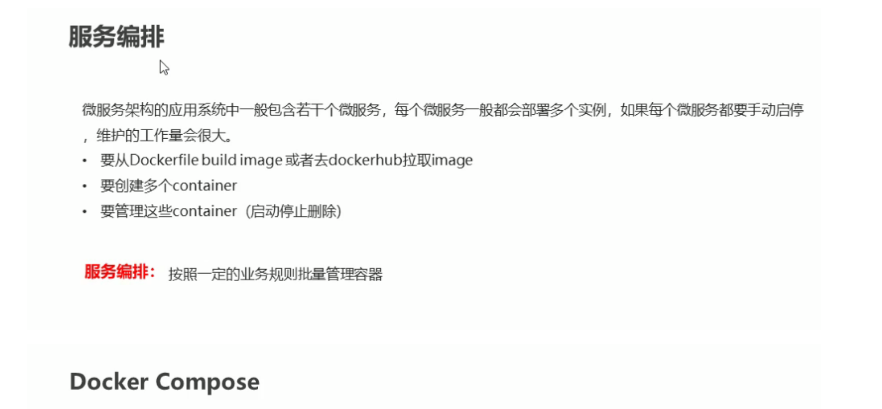 服务编排
微服务架构的应用系统中一般包含若干个微服务，每个微服务一般都会部署多个实例，如果每个微服务都要手动启停
，维护的工作量会很大。
• 要从Dockerfile build image 或者去dockerhub拉取image
• 要创建多个container
• 要管理这些container（启动停止删除）
服务编排： 按照一定的业务规则批量管理容器
Docker Compose